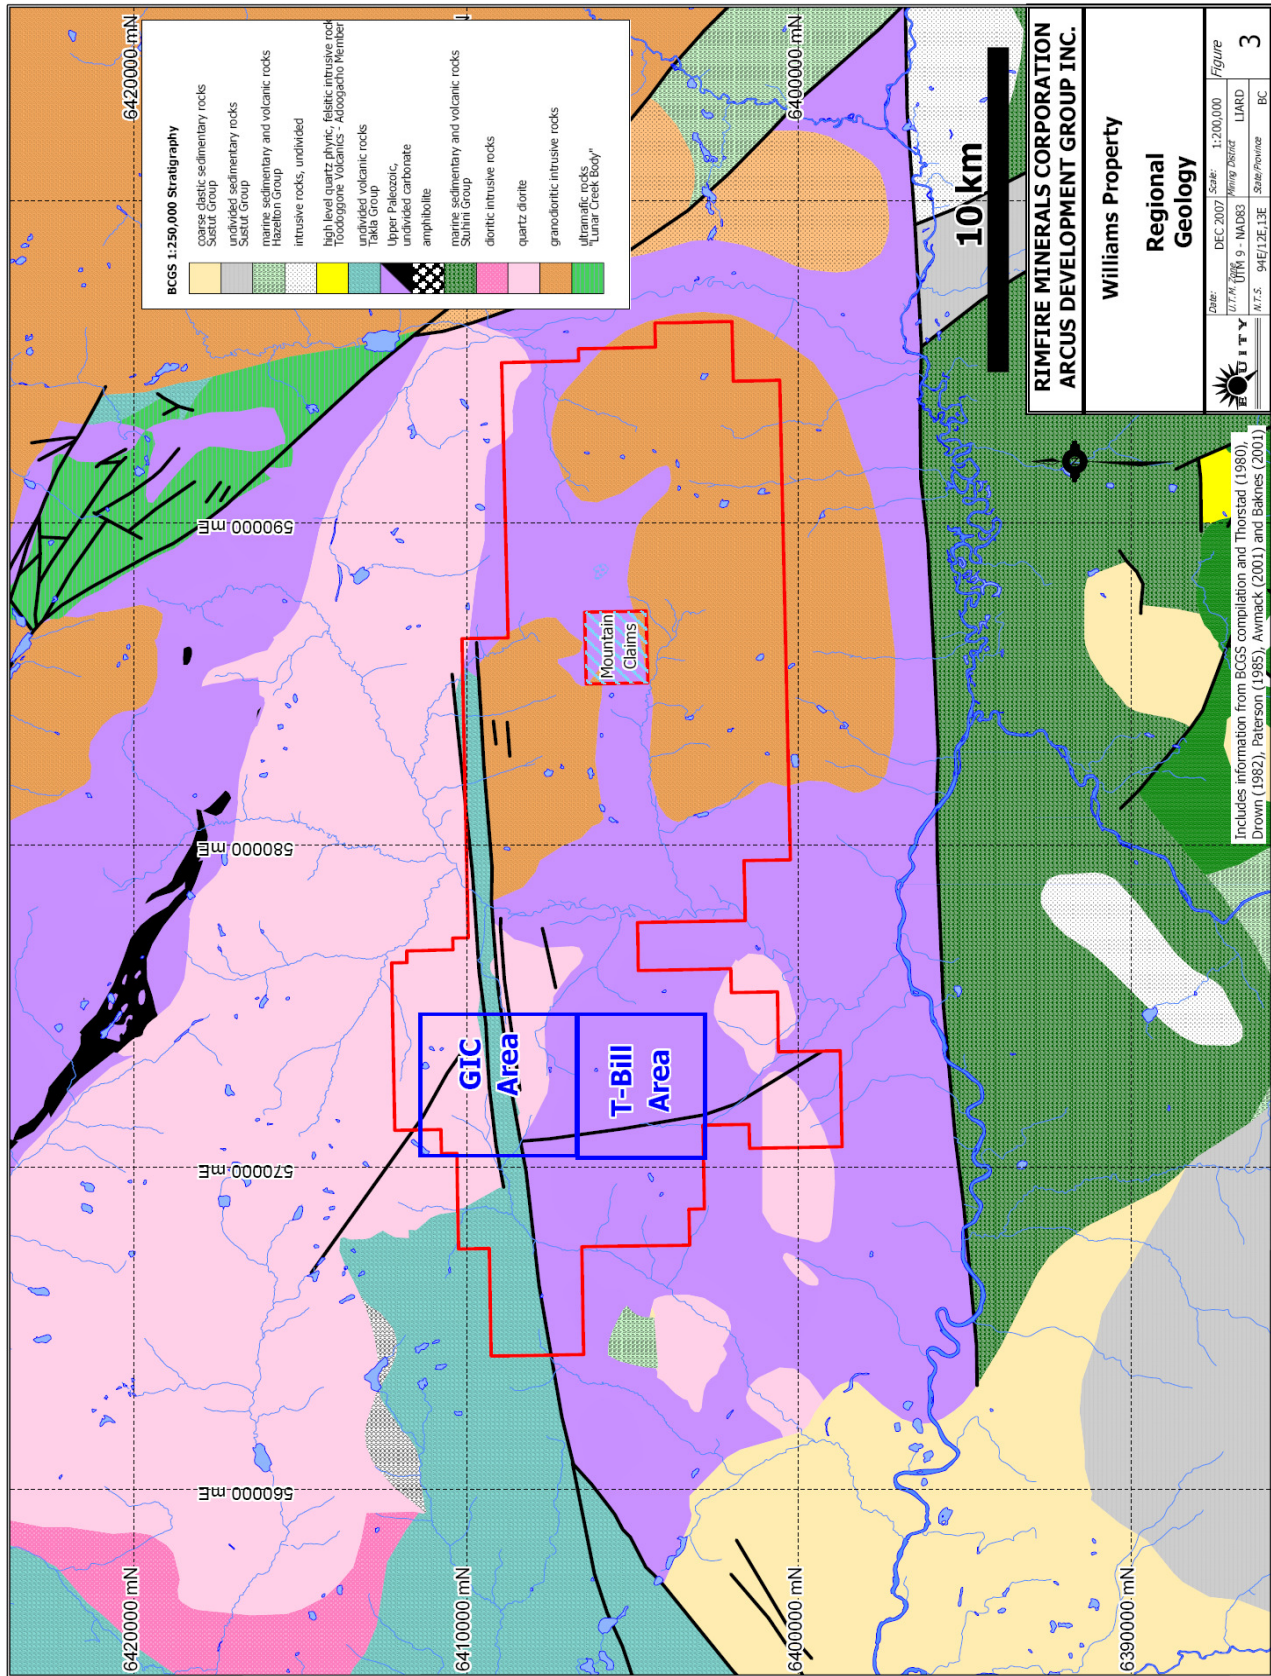 6420000 mN
6410000 mN
6400000 mN
6390000 mN
6420000 mN
6400000 mN
560000 mE
570000 mE
580000 mE
590000 mE
GIC
Area
T-Bill
Area
Mountain
Claims
BCGS 1:250,000 Stratigraphy
coarse clastic sedimentary rocks
Sustut Group
undivided sedimentary rocks
Sustut Group
marine sedimentary and volcanic rocks
Hazelton Group
intrusive rocks, undivided
high level quartz phyric, felsitic intrusive rock
Toodoggone Volcanics - Adoogacho Member
undivided volcanic rocks
Takla Group
Upper Paleozoic,
undivided carbonate
amphibolite
marine sedimentary and volcanic rocks
Stuhini Group
dioritic intrusive rocks
quartz diorite
granodioritic intrusive rocks
ultramafic rocks
"Lunar Creek Body"
10 km
N
Includes information from BCGS compilation and Thorstad (1980),
Drown (1982), Paterson (1985), Awmack (2001) and Baknes (2001)
RIMFIRE MINERALS CORPORATION
ARCUS DEVELOPMENT GROUP INC.
Williams Property
Regional
Geology
EQUITY
Date: DEC 2007
Scale: 1:200,000
Figure
3
U.T.M. Zone UTM 9 - NAD83
Mining District LIARD
N.T.S. 94E/12E,13E
State/Province BC